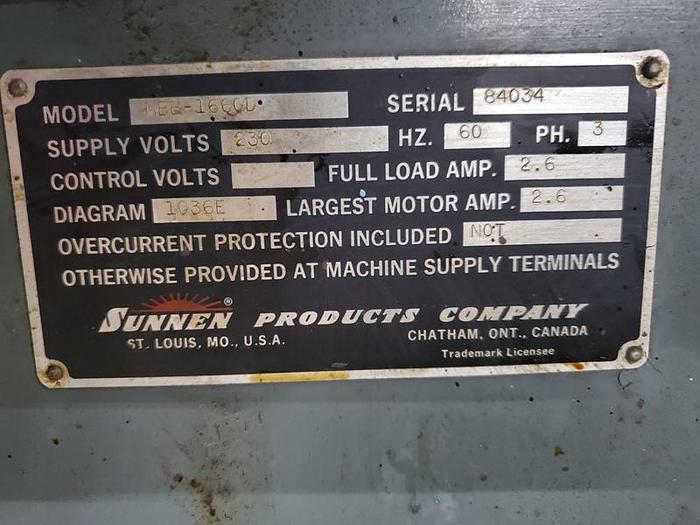 MODEL MBB-1660D SERIAL 84034
SUPPLY VOLTS 230 HZ. 60 PH. 3
CONTROL VOLTS FULL LOAD AMP. 2.6
DIAGRAM 1036E LARGEST MOTOR AMP. 2.6
OVERCURRENT PROTECTION INCLUDED NOT
OTHERWISE PROVIDED AT MACHINE SUPPLY TERMINALS
SUNNEN® PRODUCTS COMPANY
ST. LOUIS, MO., U.S.A. CHATHAM, ONT., CANADA
Trademark Licensee